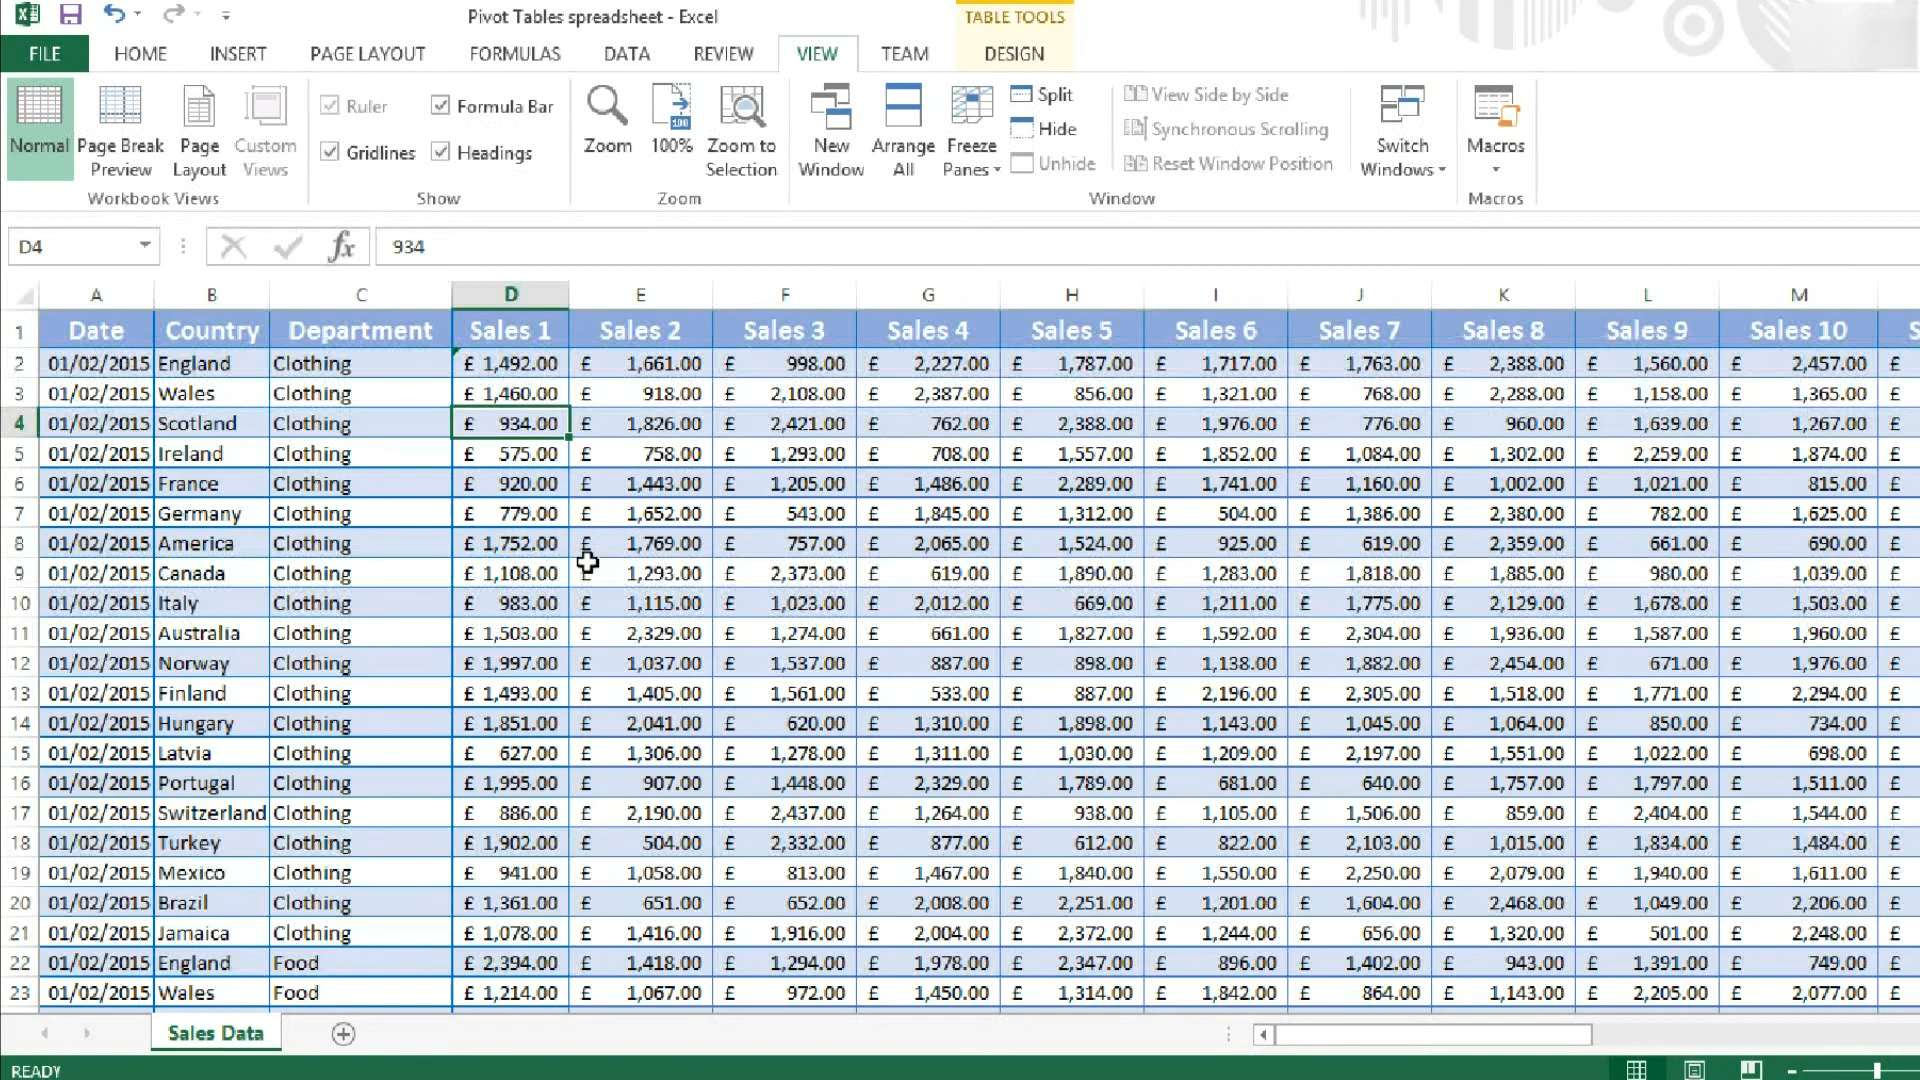 Pivot Tables spreadsheet - Excel
TABLE TOOLS
FILE HOME INSERT PAGE LAYOUT FORMULAS DATA REVIEW VIEW TEAM DESIGN
Normal
Page Break Preview
Page Layout
Custom Views
Workbook Views
Ruler
Formula Bar
Gridlines
Headings
Show
Zoom
100
100%
Zoom to Selection
Zoom
New Window
Arrange All
Freeze Panes
Split
Hide
Unhide
View Side by Side
Synchronous Scrolling
Reset Window Position
Window
Switch Windows
Macros
Macros
D4 fx 934
A B C D E F G H I J K L M
1 Date Country Department Sales 1 Sales 2 Sales 3 Sales 4 Sales 5 Sales 6 Sales 7 Sales 8 Sales 9 Sales 10 S
2 01/02/2015 England Clothing £ 1,492.00 £ 1,661.00 £ 998.00 £ 2,227.00 £ 1,787.00 £ 1,717.00 £ 1,763.00 £ 2,388.00 £ 1,560.00 £ 2,457.00 £
3 01/02/2015 Wales Clothing £ 1,460.00 £ 918.00 £ 2,108.00 £ 2,387.00 £ 856.00 £ 1,321.00 £ 768.00 £ 2,288.00 £ 1,158.00 £ 1,365.00 £
4 01/02/2015 Scotland Clothing £ 934.00 £ 1,826.00 £ 2,421.00 £ 762.00 £ 2,388.00 £ 1,976.00 £ 776.00 £ 960.00 £ 1,639.00 £ 1,267.00 £
5 01/02/2015 Ireland Clothing £ 575.00 £ 758.00 £ 1,293.00 £ 708.00 £ 1,557.00 £ 1,852.00 £ 1,084.00 £ 1,302.00 £ 2,259.00 £ 1,874.00 £
6 01/02/2015 France Clothing £ 920.00 £ 1,443.00 £ 1,205.00 £ 1,486.00 £ 2,289.00 £ 1,741.00 £ 1,160.00 £ 1,002.00 £ 1,021.00 £ 815.00 £
7 01/02/2015 Germany Clothing £ 779.00 £ 1,652.00 £ 543.00 £ 1,845.00 £ 1,312.00 £ 504.00 £ 1,386.00 £ 2,380.00 £ 782.00 £ 1,625.00 £
8 01/02/2015 America Clothing £ 1,752.00 £ 1,769.00 £ 757.00 £ 2,065.00 £ 1,524.00 £ 925.00 £ 619.00 £ 2,359.00 £ 661.00 £ 690.00 £
9 01/02/2015 Canada Clothing £ 1,108.00 £ 1,293.00 £ 2,373.00 £ 619.00 £ 1,890.00 £ 1,283.00 £ 1,818.00 £ 1,885.00 £ 980.00 £ 1,039.00 £
10 01/02/2015 Italy Clothing £ 983.00 £ 1,115.00 £ 1,023.00 £ 2,012.00 £ 669.00 £ 1,211.00 £ 1,775.00 £ 2,129.00 £ 1,678.00 £ 1,503.00 £
11 01/02/2015 Australia Clothing £ 1,503.00 £ 2,329.00 £ 1,274.00 £ 661.00 £ 1,827.00 £ 1,592.00 £ 2,304.00 £ 1,936.00 £ 1,587.00 £ 1,960.00 £
12 01/02/2015 Norway Clothing £ 1,997.00 £ 1,037.00 £ 1,537.00 £ 887.00 £ 898.00 £ 1,138.00 £ 1,882.00 £ 2,454.00 £ 671.00 £ 1,976.00 £
13 01/02/2015 Finland Clothing £ 1,493.00 £ 1,405.00 £ 1,561.00 £ 533.00 £ 887.00 £ 2,196.00 £ 2,305.00 £ 1,518.00 £ 1,771.00 £ 2,294.00 £
14 01/02/2015 Hungary Clothing £ 1,851.00 £ 2,041.00 £ 620.00 £ 1,310.00 £ 1,898.00 £ 1,143.00 £ 1,045.00 £ 1,064.00 £ 850.00 £ 734.00 £
15 01/02/2015 Latvia Clothing £ 627.00 £ 1,306.00 £ 1,278.00 £ 1,311.00 £ 1,030.00 £ 1,209.00 £ 2,197.00 £ 1,551.00 £ 1,022.00 £ 698.00 £
16 01/02/2015 Portugal Clothing £ 1,995.00 £ 907.00 £ 1,448.00 £ 2,329.00 £ 1,789.00 £ 681.00 £ 640.00 £ 1,757.00 £ 1,797.00 £ 1,511.00 £
17 01/02/2015 Switzerland Clothing £ 886.00 £ 2,190.00 £ 2,437.00 £ 1,264.00 £ 938.00 £ 1,105.00 £ 1,506.00 £ 859.00 £ 2,404.00 £ 1,544.00 £
18 01/02/2015 Turkey Clothing £ 1,902.00 £ 504.00 £ 2,332.00 £ 877.00 £ 612.00 £ 822.00 £ 2,103.00 £ 1,015.00 £ 1,834.00 £ 1,484.00 £
19 01/02/2015 Mexico Clothing £ 941.00 £ 1,058.00 £ 813.00 £ 1,467.00 £ 1,840.00 £ 1,550.00 £ 2,250.00 £ 2,079.00 £ 1,940.00 £ 1,611.00 £
20 01/02/2015 Brazil Clothing £ 1,361.00 £ 651.00 £ 652.00 £ 2,008.00 £ 2,251.00 £ 1,201.00 £ 1,604.00 £ 2,468.00 £ 1,049.00 £ 2,206.00 £
21 01/02/2015 Jamaica Clothing £ 1,078.00 £ 1,416.00 £ 1,916.00 £ 2,004.00 £ 2,372.00 £ 1,244.00 £ 656.00 £ 1,320.00 £ 501.00 £ 2,248.00 £
22 01/02/2015 England Food £ 2,394.00 £ 1,418.00 £ 1,294.00 £ 1,978.00 £ 2,347.00 £ 896.00 £ 1,402.00 £ 943.00 £ 1,391.00 £ 749.00 £
23 01/02/2015 Wales Food £ 1,214.00 £ 1,067.00 £ 972.00 £ 1,450.00 £ 1,314.00 £ 1,842.00 £ 864.00 £ 1,143.00 £ 2,205.00 £ 2,077.00 £
Sales Data
READY